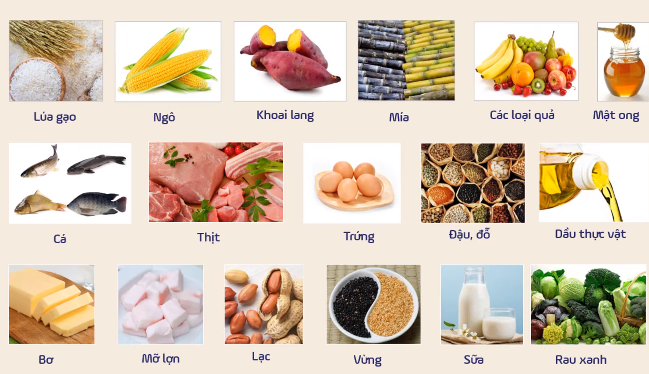 Lúa gạo
Ngô
Khoai lang
Mía
Các loại quả
Mật ong
Cá
Thịt
Trứng
Đậu, đỗ
Dầu thực vật
Bơ
Mỡ lợn
Lạc
Vừng
Sữa
Rau xanh